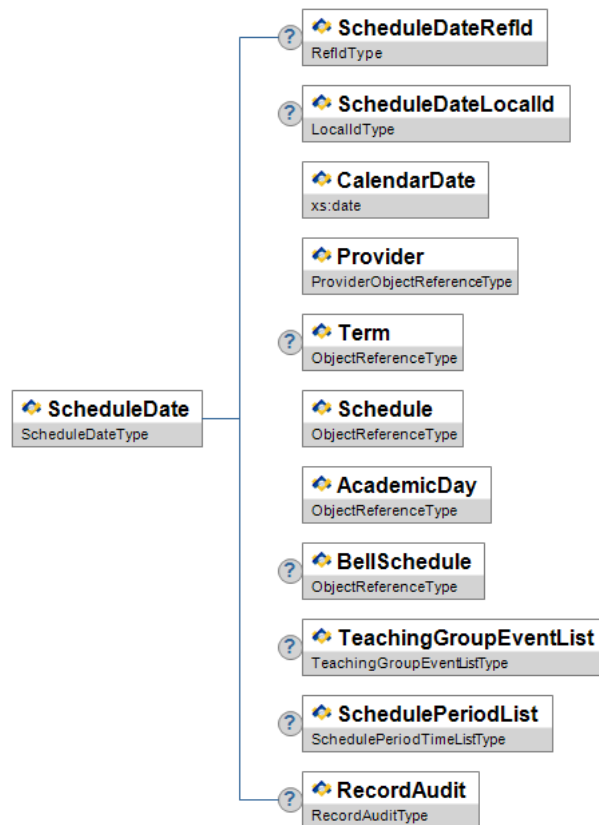 ?
ScheduleDateRefId
RefIdType
?
ScheduleDateLocalId
LocalIdType
CalendarDate
xs:date
Provider
ProviderObjectReferenceType
?
Term
ObjectReferenceType
ScheduleDate
ScheduleDateType
Schedule
ObjectReferenceType
AcademicDay
ObjectReferenceType
?
BellSchedule
ObjectReferenceType
?
TeachingGroupEventList
TeachingGroupEventListType
?
SchedulePeriodList
SchedulePeriodTimeListType
?
RecordAudit
RecordAuditType